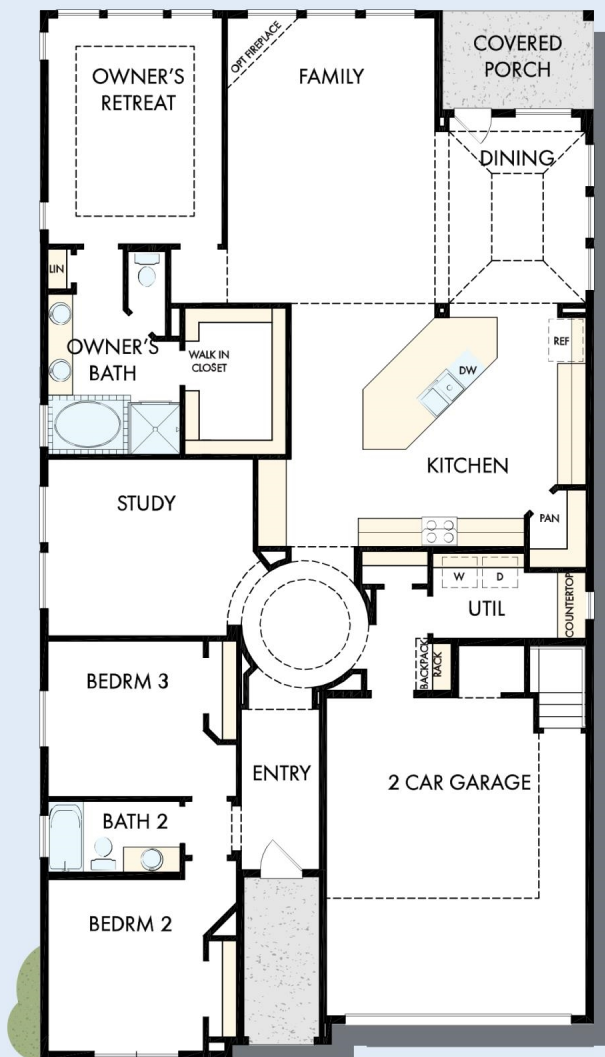 OWNER'S
RETREAT
OPT FIREPLACE
FAMILY
COVERED
PORCH
DINING
LIN
OWNER'S
BATH
WALK IN
CLOSET
REF
DW
KITCHEN
STUDY
PAN
W
D
UTIL
COUNTERTOP
BACKPACK
RACK
BEDRM 3
ENTRY
2 CAR GARAGE
BATH 2
BEDRM 2